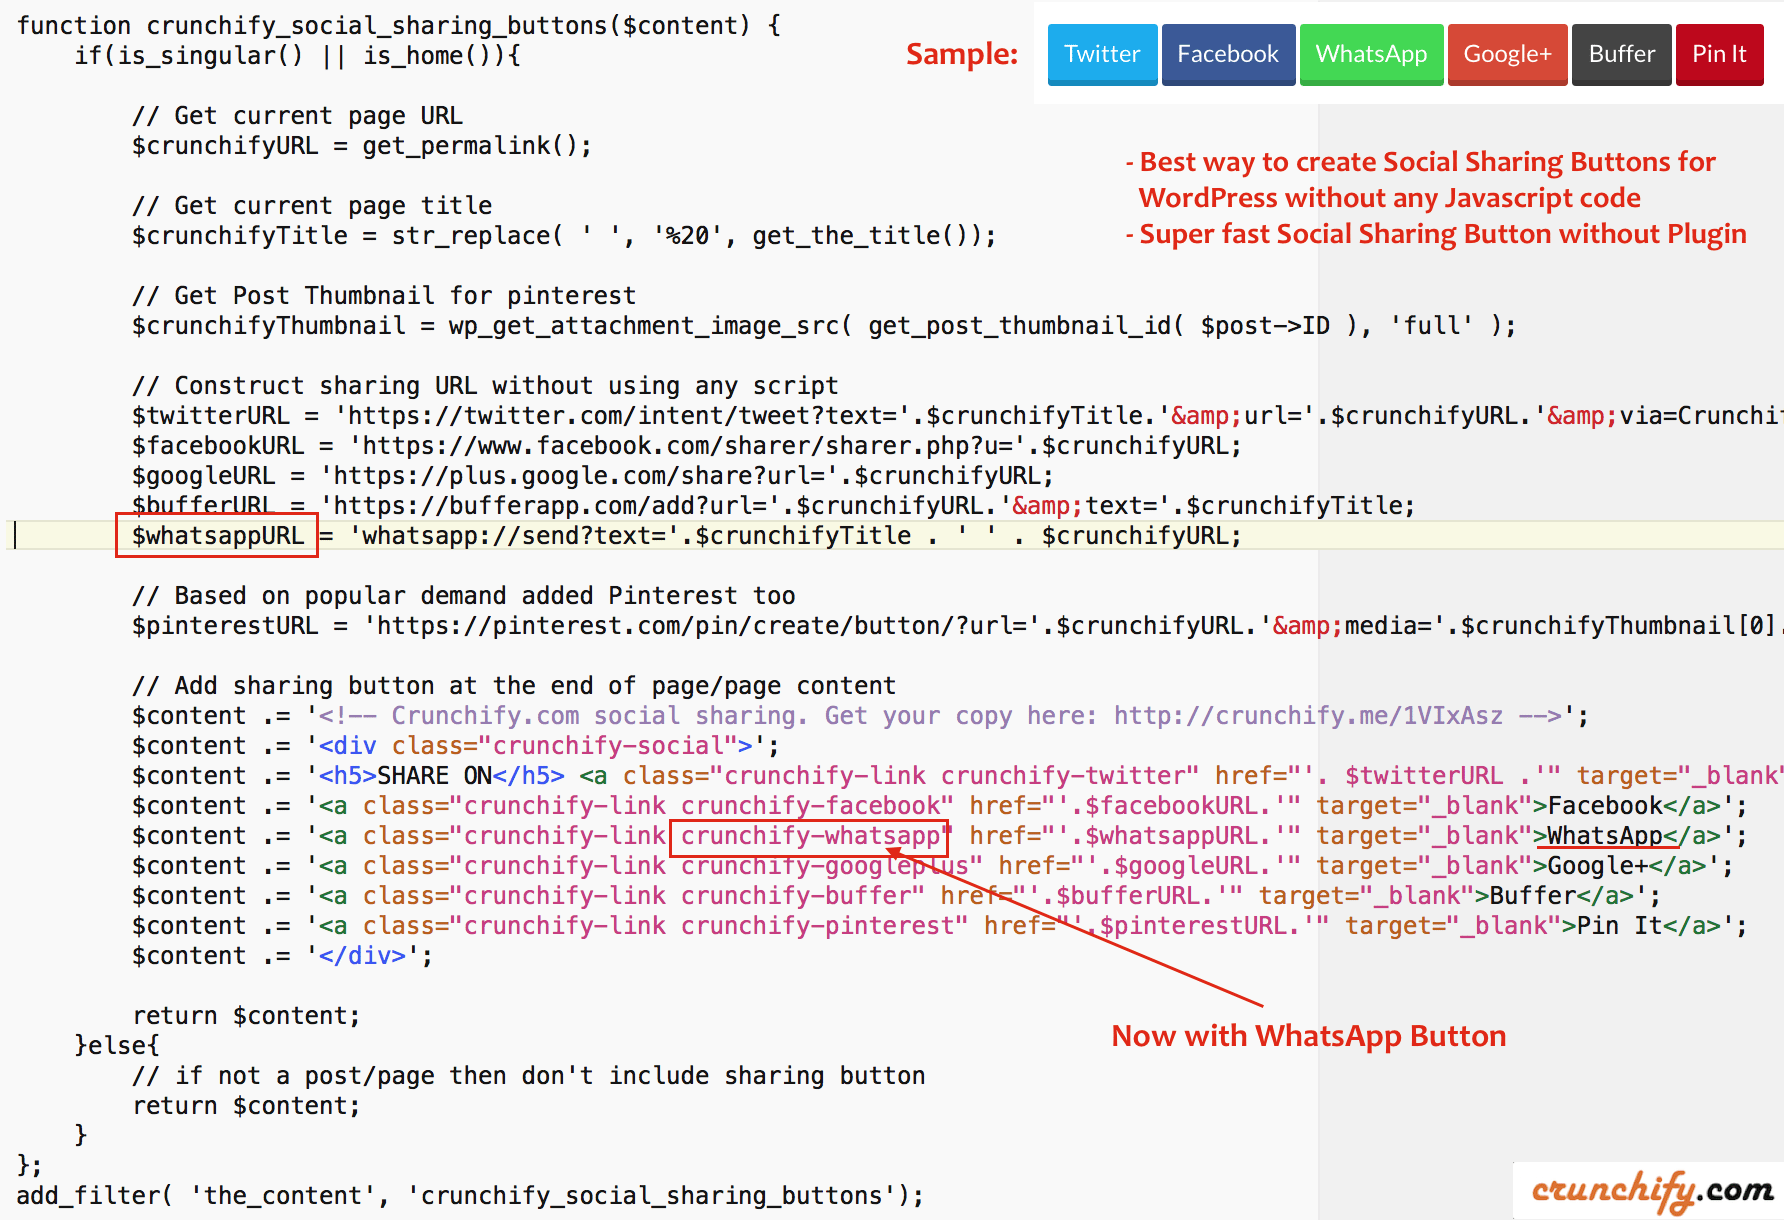 function crunchify_social_sharing_buttons($content) {
if(is_singular() || is_home()){
Sample:
Twitter
Facebook
WhatsApp
Google+
Buffer
Pin It
// Get current page URL
$crunchifyURL = get_permalink();
- Best way to create Social Sharing Buttons for
WordPress without any Javascript code
- Super fast Social Sharing Button without Plugin
// Get current page title
$crunchifyTitle = str_replace( ' ', '%20', get_the_title());
// Get Post Thumbnail for pinterest
$crunchifyThumbnail = wp_get_attachment_image_src( get_post_thumbnail_id( $post->ID ), 'full' );
// Construct sharing URL without using any script
$twitterURL = 'https://twitter.com/intent/tweet?text='.$crunchifyTitle.'&amp;url='.$crunchifyURL.'&amp;via=Crunchif
$facebookURL = 'https://www.facebook.com/sharer/sharer.php?u='.$crunchifyURL;
$googleURL = 'https://plus.google.com/share?url='.$crunchifyURL;
$bufferURL = 'https://bufferapp.com/add?url='.$crunchifyURL.'&amp;text='.$crunchifyTitle;
$whatsappURL = 'whatsapp://send?text='.$crunchifyTitle . ' ' . $crunchifyURL;
// Based on popular demand added Pinterest too
$pinterestURL = 'https://pinterest.com/pin/create/button/?url='.$crunchifyURL.'&amp;media='.$crunchifyThumbnail[0].
// Add sharing button at the end of page/page content
$content .= '<!-- Crunchify.com social sharing. Get your copy here: http://crunchify.me/1VIxAsz -->';
$content .= '<div class="crunchify-social">';
$content .= '<h5>SHARE ON</h5> <a class="crunchify-link crunchify-twitter" href="'. $twitterURL .'" target="_blank"
$content .= '<a class="crunchify-link crunchify-facebook" href="'.$facebookURL.'" target="_blank">Facebook</a>';
$content .= '<a class="crunchify-link crunchify-whatsapp" href="'.$whatsappURL.'" target="_blank">WhatsApp</a>';
$content .= '<a class="crunchify-link crunchify-googleplus" href="'.$googleURL.'" target="_blank">Google+</a>';
$content .= '<a class="crunchify-link crunchify-buffer" href="'.$bufferURL.'" target="_blank">Buffer</a>';
$content .= '<a class="crunchify-link crunchify-pinterest" href="'.$pinterestURL.'" target="_blank">Pin It</a>';
$content .= '</div>';
return $content;
Now with WhatsApp Button
}else{
// if not a post/page then don't include sharing button
return $content;
}
};
add_filter( 'the_content', 'crunchify_social_sharing_buttons');
crunchify.com